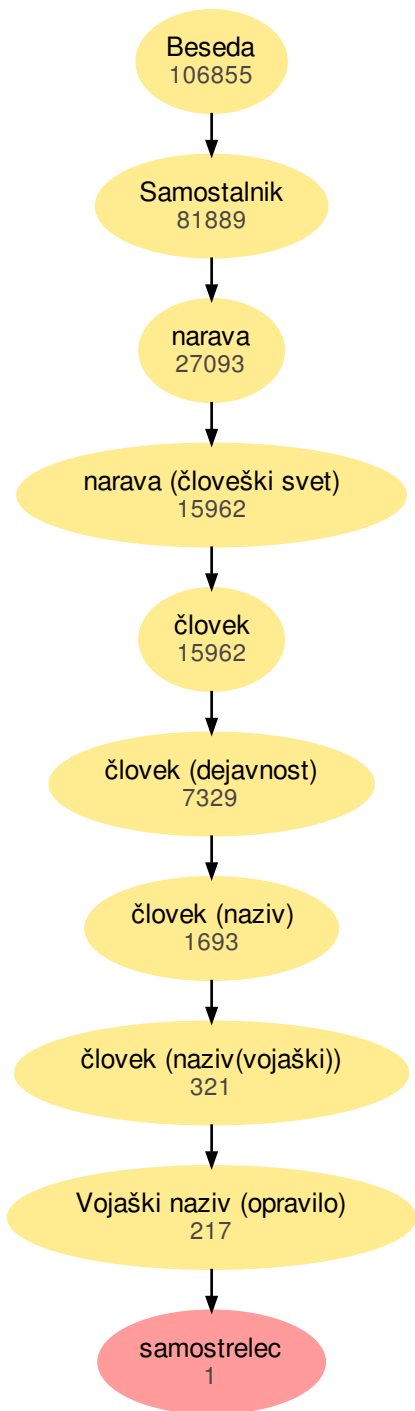 Beseda
106855
Samostalnik
81889
narava
27093
narava (človeški svet)
15962
človek
15962
človek (dejavnost)
7329
človek (naziv)
1693
človek (naziv(vojaški))
321
Vojaški naziv (opravilo)
217
samostrelec
1